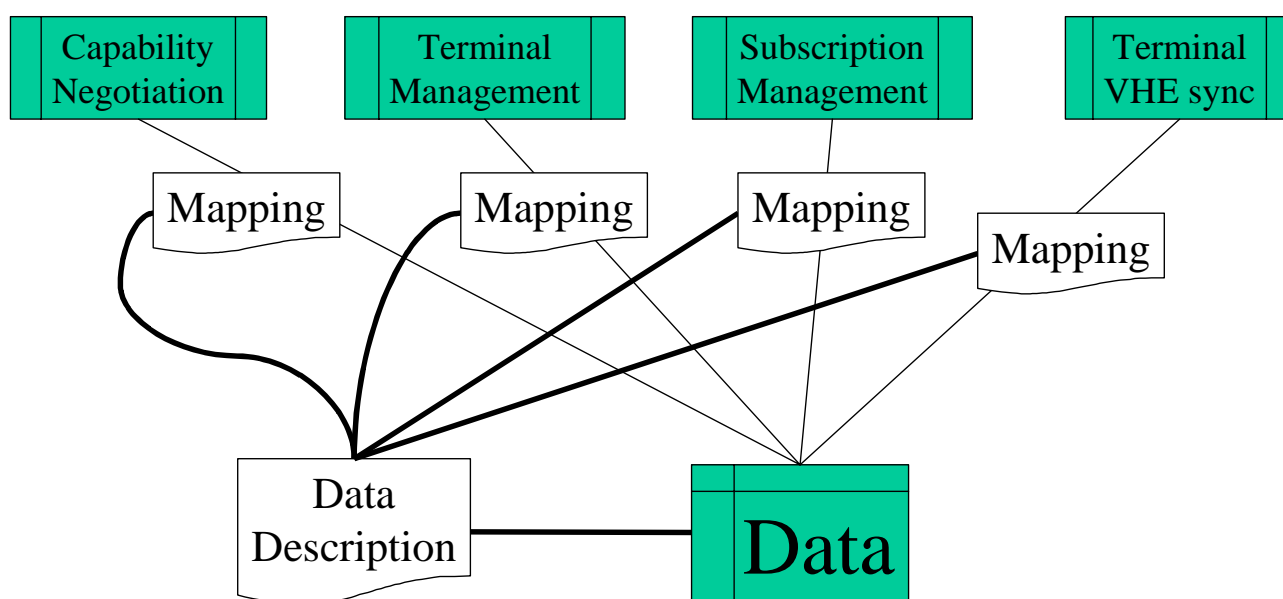 Capability
Negotiation
Terminal
Management
Subscription
Management
Terminal
VHE sync
Mapping
Mapping
Mapping
Mapping
Data
Description
Data